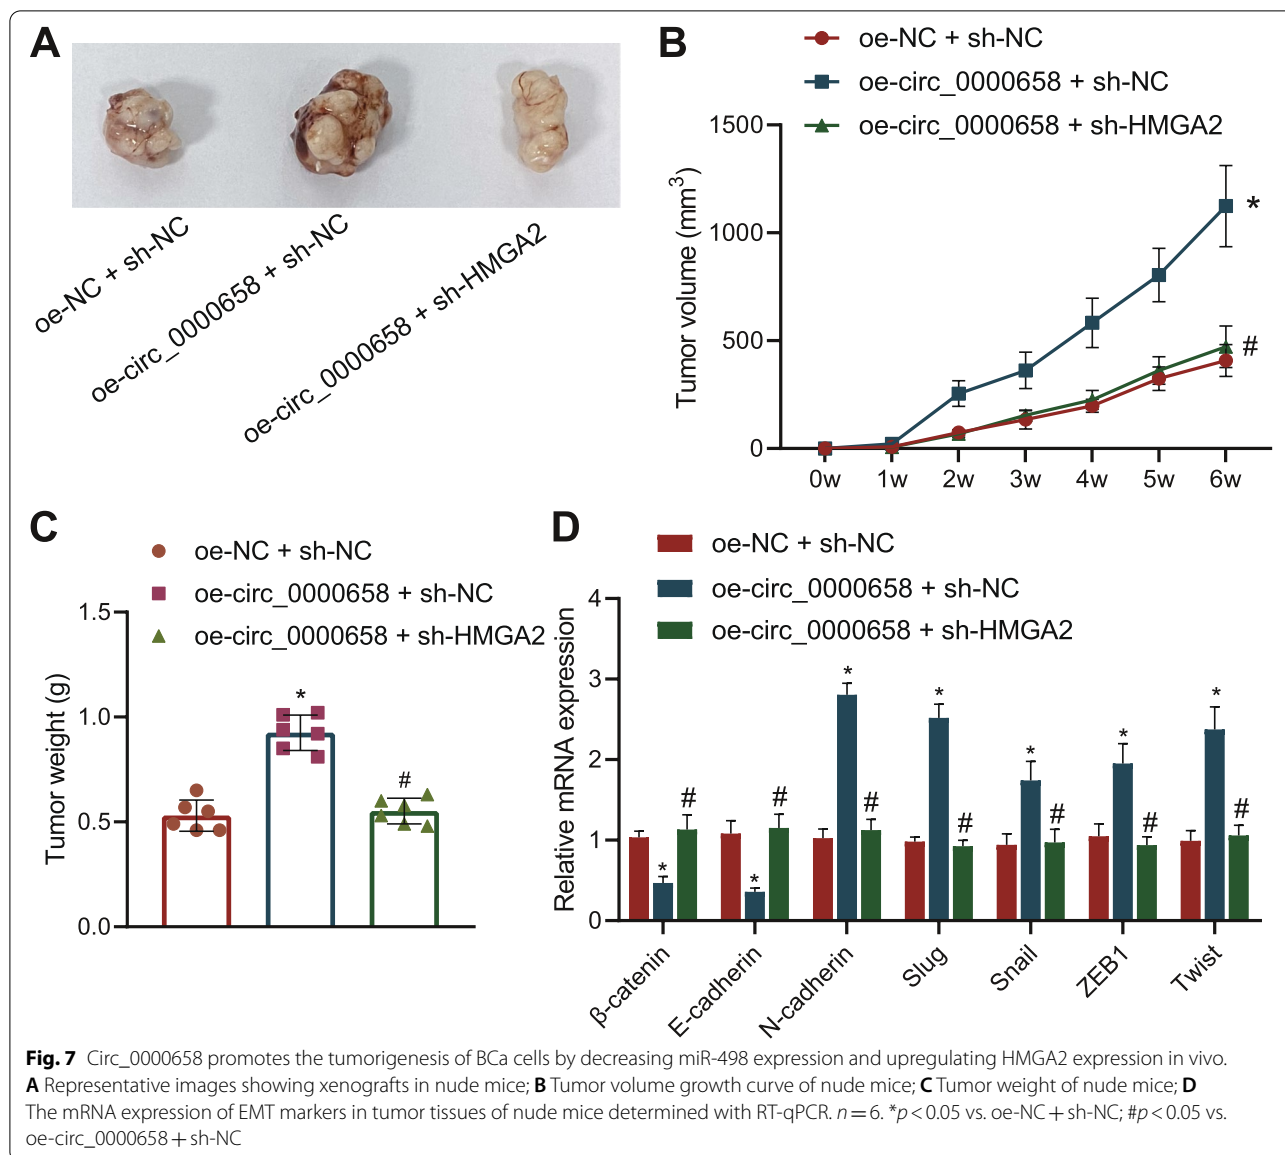 A
oe-NC + sh-NC
oe-circ_0000658 + sh-NC
oe-circ_0000658 + sh-HMGA2
B
oe-NC + sh-NC
oe-circ_0000658 + sh-NC
oe-circ_0000658 + sh-HMGA2
Tumor volume (mm³)
1500
1000
500
0
0w 1w 2w 3w 4w 5w 6w
*
#
C
oe-NC + sh-NC
oe-circ_0000658 + sh-NC
oe-circ_0000658 + sh-HMGA2
Tumor weight (g)
1.5
1.0
0.5
0.0
*
#
D
oe-NC + sh-NC
oe-circ_0000658 + sh-NC
oe-circ_0000658 + sh-HMGA2
Relative mRNA expression
4
3
2
1
0
* # * # * # * # * # * # * #
β-catenin E-cadherin N-cadherin Slug Snail ZEB1 Twist
Fig. 7 Circ_0000658 promotes the tumorigenesis of BCa cells by decreasing miR-498 expression and upregulating HMGA2 expression in vivo.
A Representative images showing xenografts in nude mice; B Tumor volume growth curve of nude mice; C Tumor weight of nude mice; D
The mRNA expression of EMT markers in tumor tissues of nude mice determined with RT-qPCR. n = 6. *p < 0.05 vs. oe-NC + sh-NC; #p < 0.05 vs.
oe-circ_0000658 + sh-NC